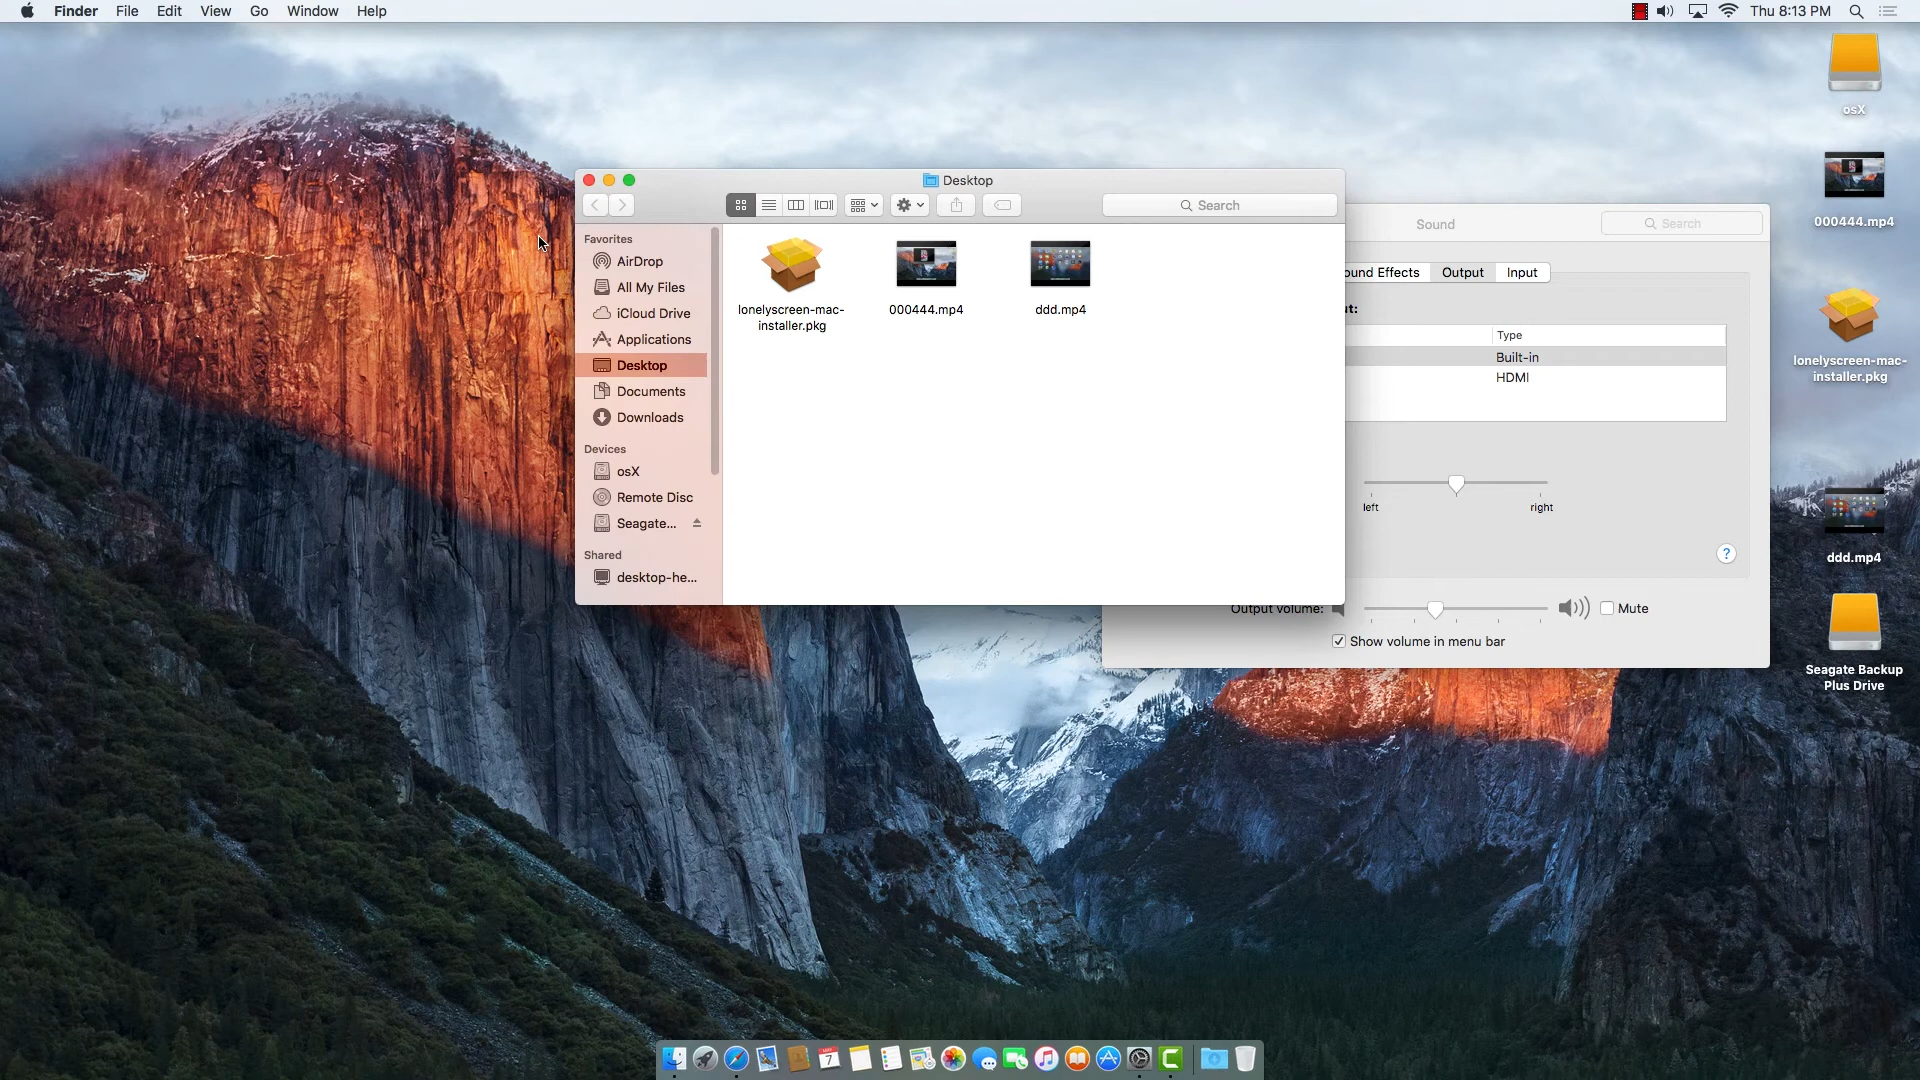 Finder File Edit View Go Window Help
Thu 8:13 PM
Desktop
Search
Favorites
AirDrop
All My Files
iCloud Drive
Applications
Desktop
Documents
Downloads
Devices
osX
Remote Disc
Seagate...
Shared
desktop-he...
lonelyscreen-mac-
installer.pkg
000444.mp4
ddd.mp4
Sound
Search
ound Effects Output Input
ut:
Type
Built-in
HDMI
left right
?
Output volume:
Mute
Show volume in menu bar
osX
000444.mp4
lonelyscreen-mac-
installer.pkg
ddd.mp4
Seagate Backup
Plus Drive
7